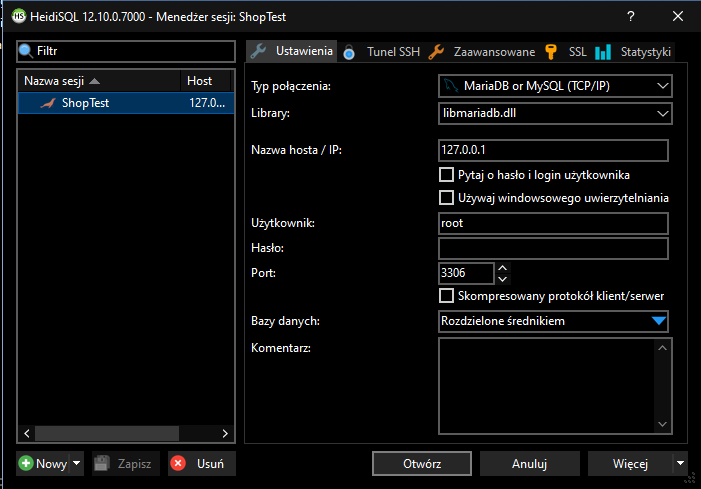 HeidiSQL 12.10.0.7000 - Menedżer sesji: ShopTest
Filtr
Nazwa sesji Host
ShopTest 127.0...
Ustawienia Tunel SSH Zaawansowane SSL Statystyki
Typ połączenia: MariaDB or MySQL (TCP/IP)
Library: libmariadb.dll
Nazwa hosta / IP: 127.0.0.1
Pytaj o hasło i login użytkownika
Używaj windowsowego uwierzytelniania
Użytkownik: root
Hasło:
Port: 3306
Skompresowany protokół klient/serwer
Bazy danych: Rozdzielone średnikiem
Komentarz:
Nowy Zapisz Usuń Otwórz Anuluj Więcej